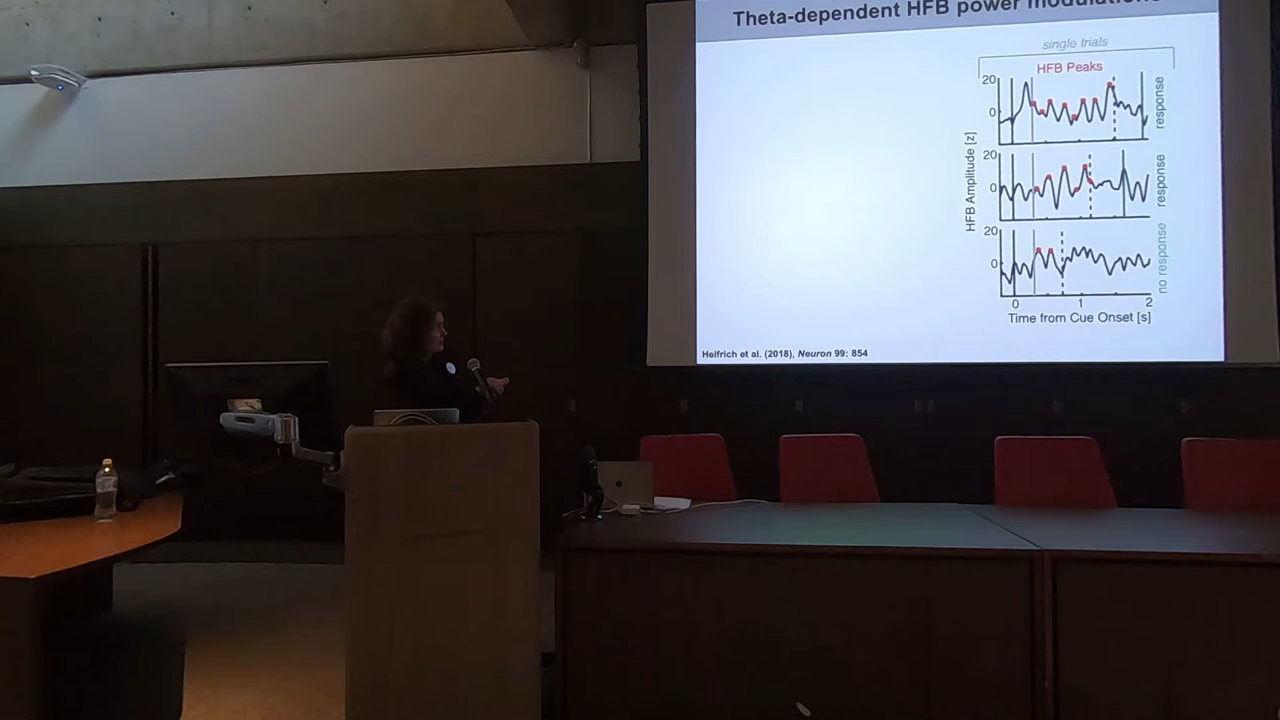 Theta-dependent HFB power modulations
single trials
HFB Peaks
20
0
response
20
0
response
20
0
no response
HFB Amplitude [z]
0 1 2
Time from Cue Onset [s]
Helfrich et al. (2018), Neuron 99: 854